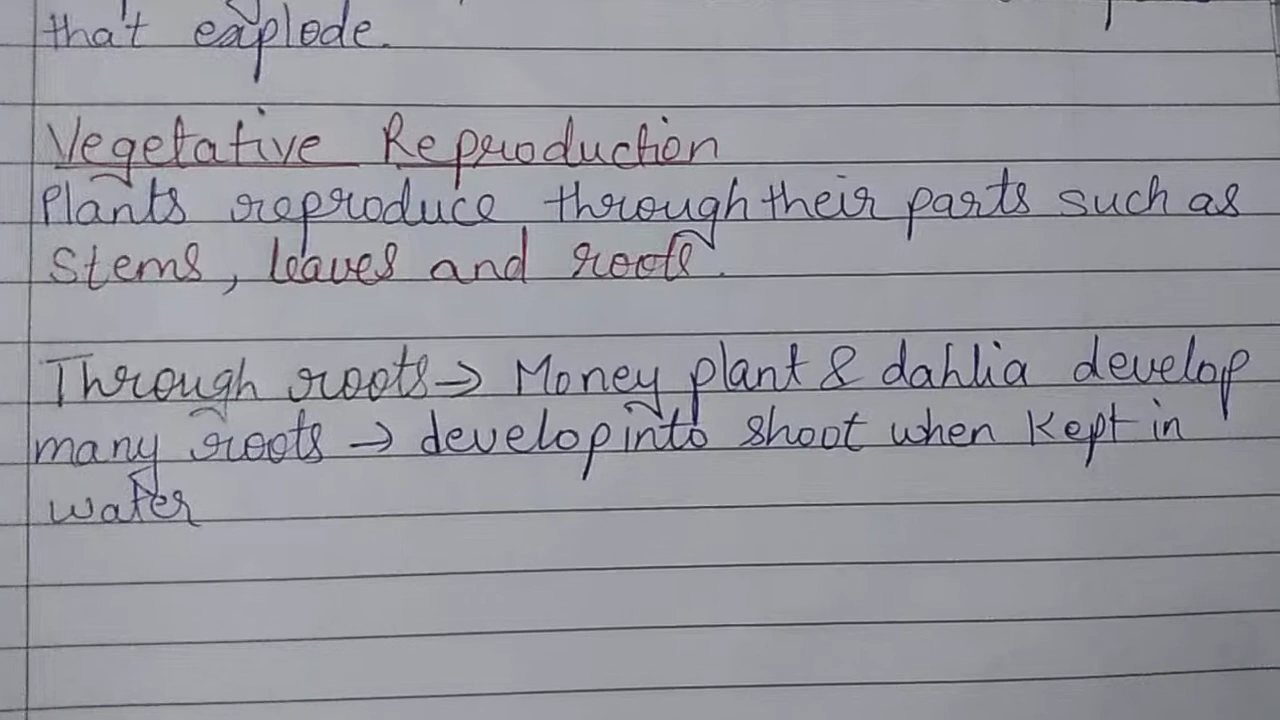 that explode.
Vegetative Reproduction
Plants reproduce through their parts such as
stems, leaves and roots.
Through roots → Money plant & dahlia develop
many roots → develop into shoot when kept in
water